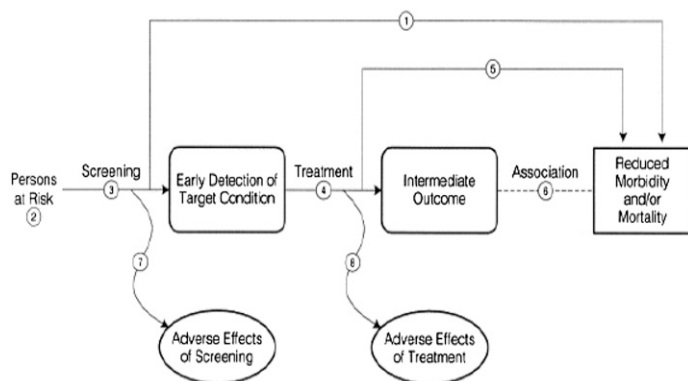 1
5
Screening
3
Persons
at Risk
2
Early Detection of
Target Condition
Treatment
4
Intermediate
Outcome
Association
6
Reduced
Morbidity
and/or
Mortality
7
8
Adverse Effects
of Screening
Adverse Effects
of Treatment